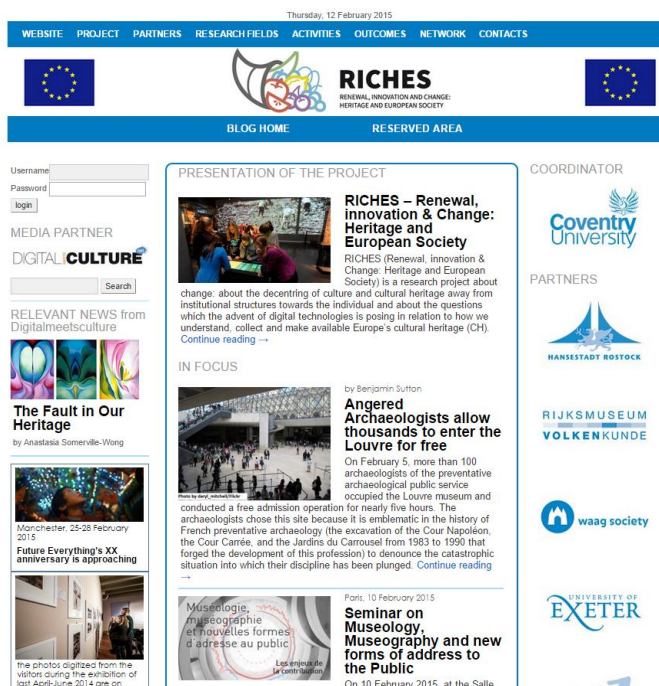 Thursday, 12 February 2015
WEBSITE PROJECT PARTNERS RESEARCH FIELDS ACTIVITIES OUTCOMES NETWORK CONTACTS
RICHES
RENEWAL, INNOVATION AND CHANGE:
HERITAGE AND EUROPEAN SOCIETY
BLOG HOME RESERVED AREA
Username
Password
login
MEDIA PARTNER
DIGITAL iCULTURE
Search
RELEVANT NEWS from
Digitalmeetsculture
The Fault in Our
Heritage
by Anastasia Somerville-Wong
Manchester, 25-28 February
2015
Future Everything's XX
anniversary is approaching
the photos digitized from the
visitors during the exhibition of
last April-June 2014 are on
PRESENTATION OF THE PROJECT
RICHES – Renewal,
innovation & Change:
Heritage and
European Society
RICHES (Renewal, innovation &
Change: Heritage and European
Society) is a research project about
change: about the decentring of culture and cultural heritage away from
institutional structures towards the individual and about the questions
which the advent of digital technologies is posing in relation to how we
understand, collect and make available Europe's cultural heritage (CH).
Continue reading →
IN FOCUS
Photo by daryl_mitchell/Flickr
by Benjamin Sutton
Angered
Archaeologists allow
thousands to enter the
Louvre for free
On February 5, more than 100
archaeologists of the preventative
archaeological public service
occupied the Louvre museum and
conducted a free admission operation for nearly five hours. The
archaeologists chose this site because it is emblematic in the history of
French preventative archaeology (the excavation of the Cour Napoléon,
the Cour Carrée, and the Jardins du Carrousel from 1983 to 1990 that
forged the development of this profession) to denounce the catastrophic
situation into which their discipline has been plunged. Continue reading
→
Muséologie,
muséographie
et nouvelles formes
d'adresse au public
Les enjeux de
la contribution
Paris, 10 February 2015
Seminar on
Museology,
Museography and new
forms of address to
the Public
On 10 February 2015, at the Salle
COORDINATOR
Coventry
University
PARTNERS
HANSESTADT ROSTOCK
RIJKSMUSEUM
VOLKENKUNDE
waag society
UNIVERSITY OF
EXETER